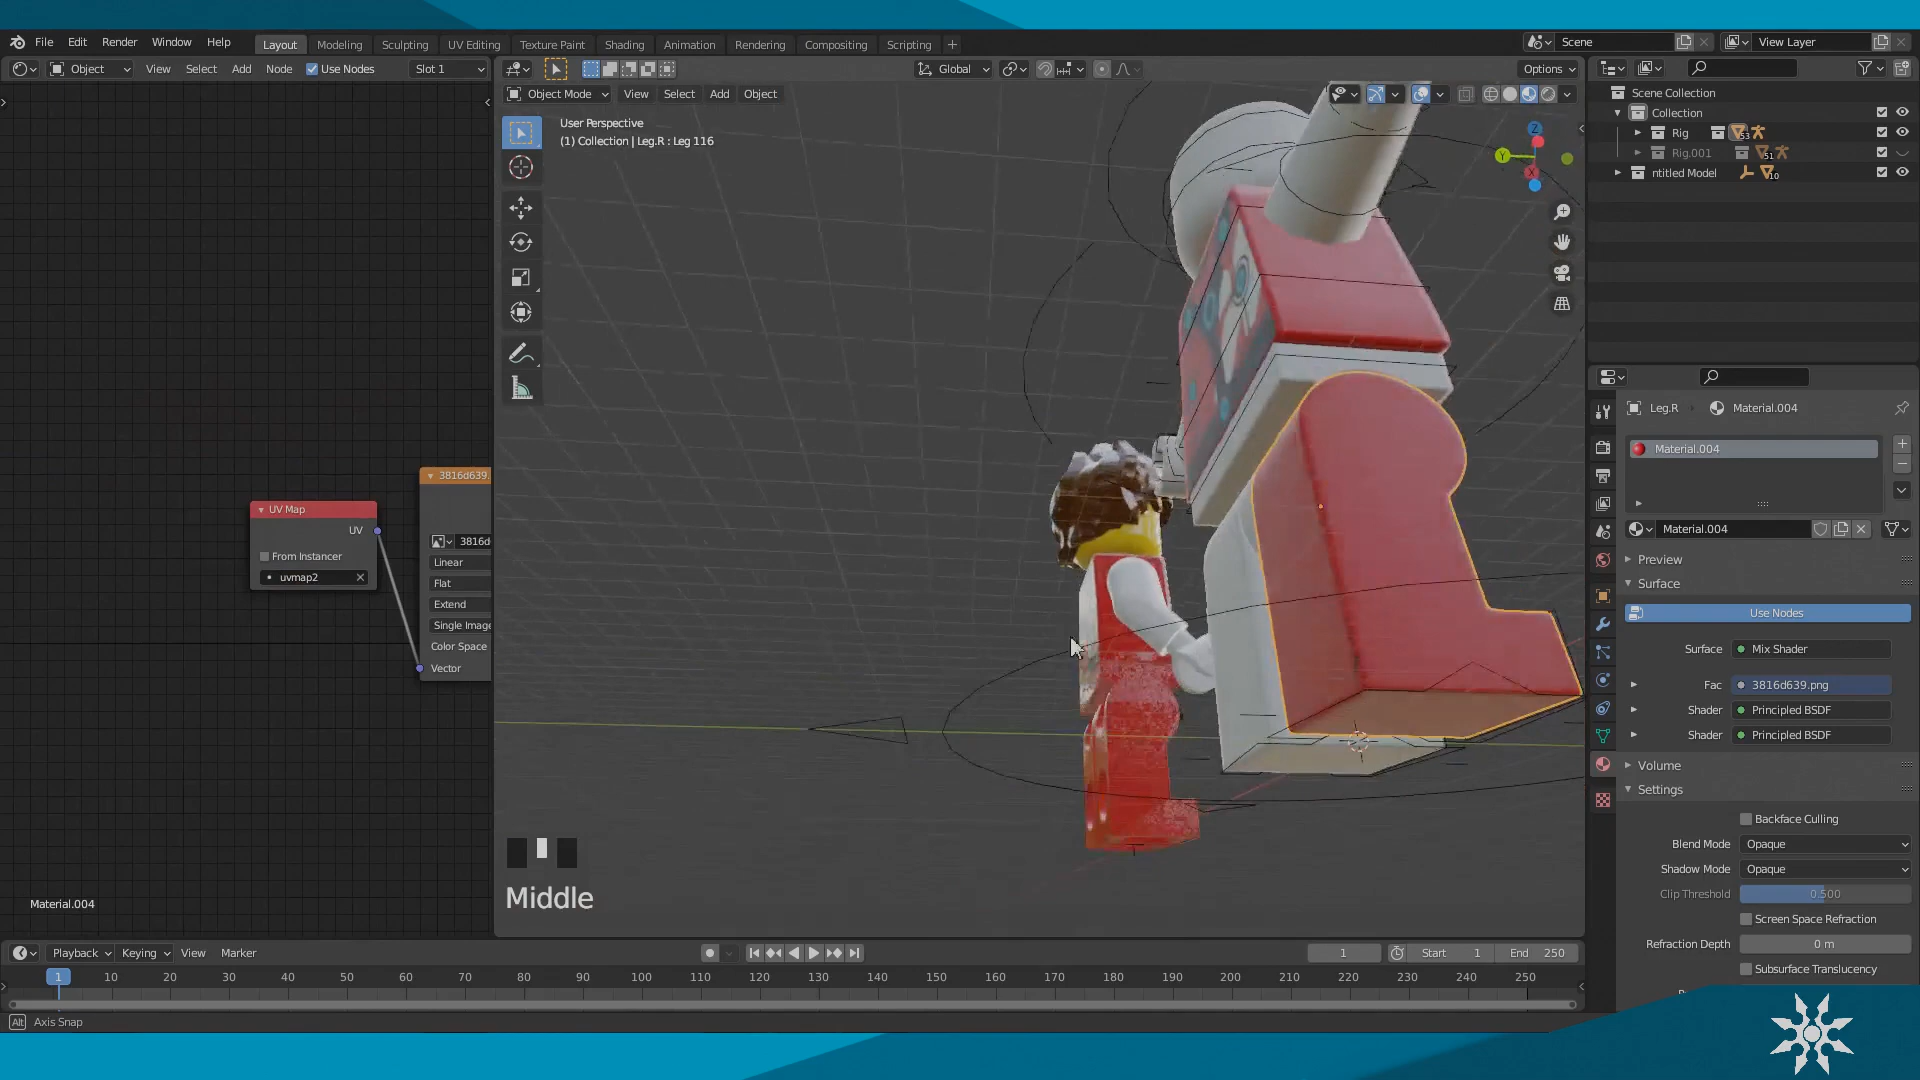 File Edit Render Window Help Layout Modeling Sculpting UV Editing Texture Paint Shading Animation Rendering Compositing Scripting + Scene View Layer
Object View Select Add Node Use Nodes Slot 1 Global Options
Object Mode View Select Add Object
User Perspective
(1) Collection | Leg.R : Leg 116
Z
Y
X
Scene Collection
Collection
Rig 53
Rig.001 51
ntitled Model 10
Leg.R Material.004
Material.004
Material.004
Preview
Surface
Use Nodes
Surface Mix Shader
Fac 3816d639.png
Shader Principled BSDF
Shader Principled BSDF
Volume
Settings
Backface Culling
Blend Mode Opaque
Shadow Mode Opaque
Clip Threshold 0.500
Screen Space Refraction
Refraction Depth 0 m
Subsurface Translucency
3816d639.
UV Map
UV
From Instancer
uvmap2
3816d
Linear
Flat
Extend
Single Image
Color Space
Vector
Middle
Material.004
Playback Keying View Marker 1 Start 1 End 250
1 10 20 30 40 50 60 70 80 90 100 110 120 130 140 150 160 170 180 190 200 210 220 230 240 250
Alt Axis Snap